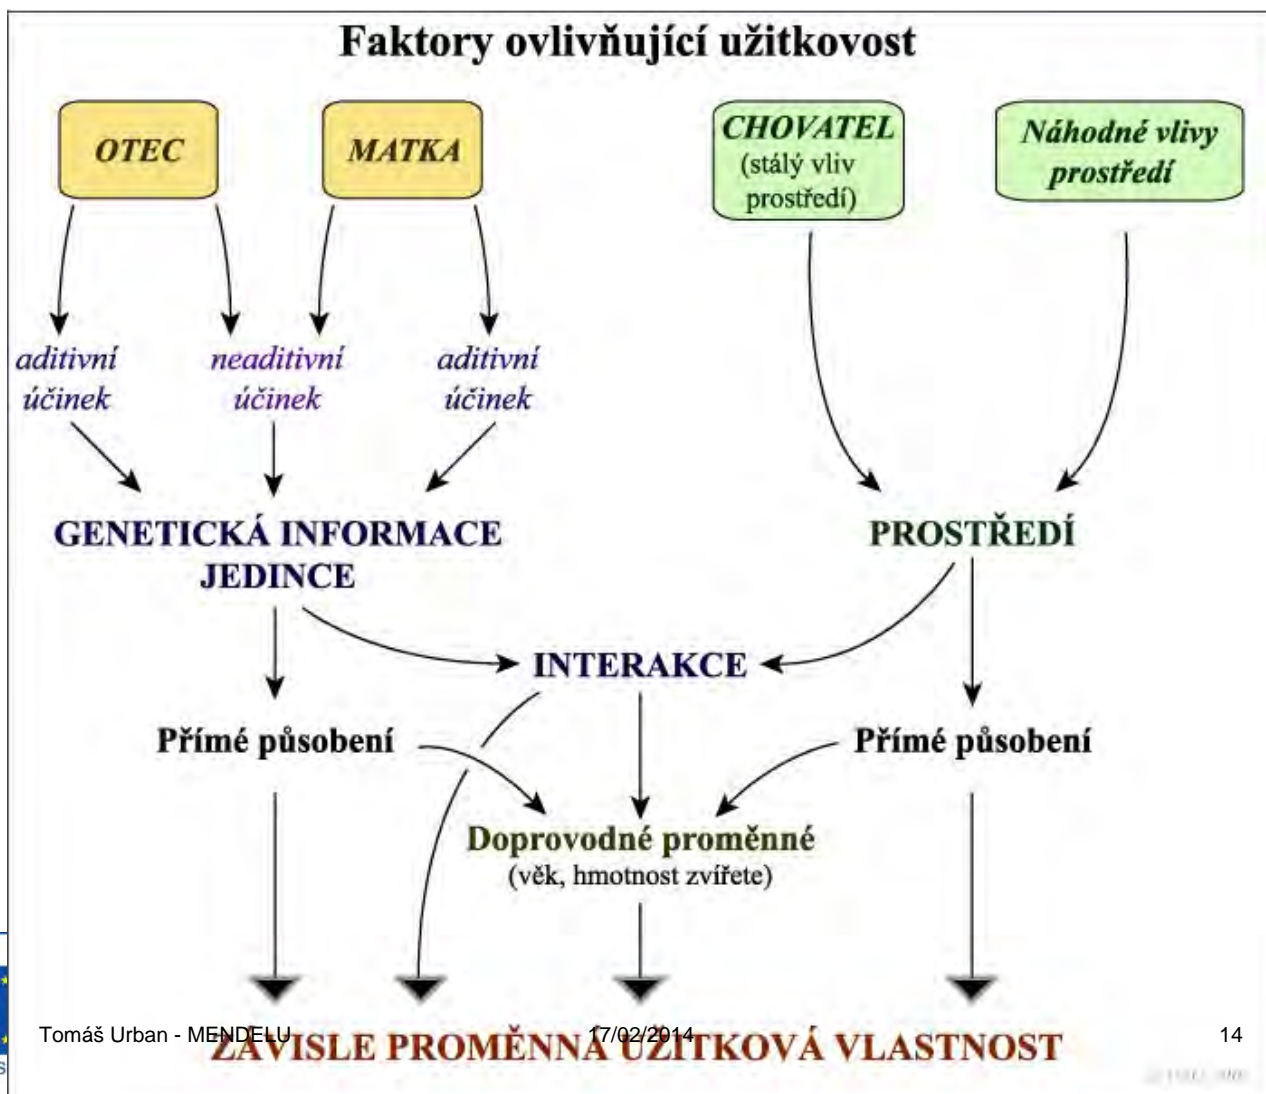 Faktory ovlivňující užitkovost
OTEC
MATKA
CHOVATEL
(stálý vliv
prostředí)
Náhodné vlivy
prostředí
aditivní
účinek
neaditivní
účinek
aditivní
účinek
GENETICKÁ INFORMACE
JEDINCE
PROSTŘEDÍ
INTERAKCE
Přímé působení
Přímé působení
Doprovodné proměnné
(věk, hmotnost zvířete)
ZÁVISLE PROMĚNNÁ UŽITKOVÁ VLASTNOST
Tomáš Urban - MENDELU
17/02/2014
14